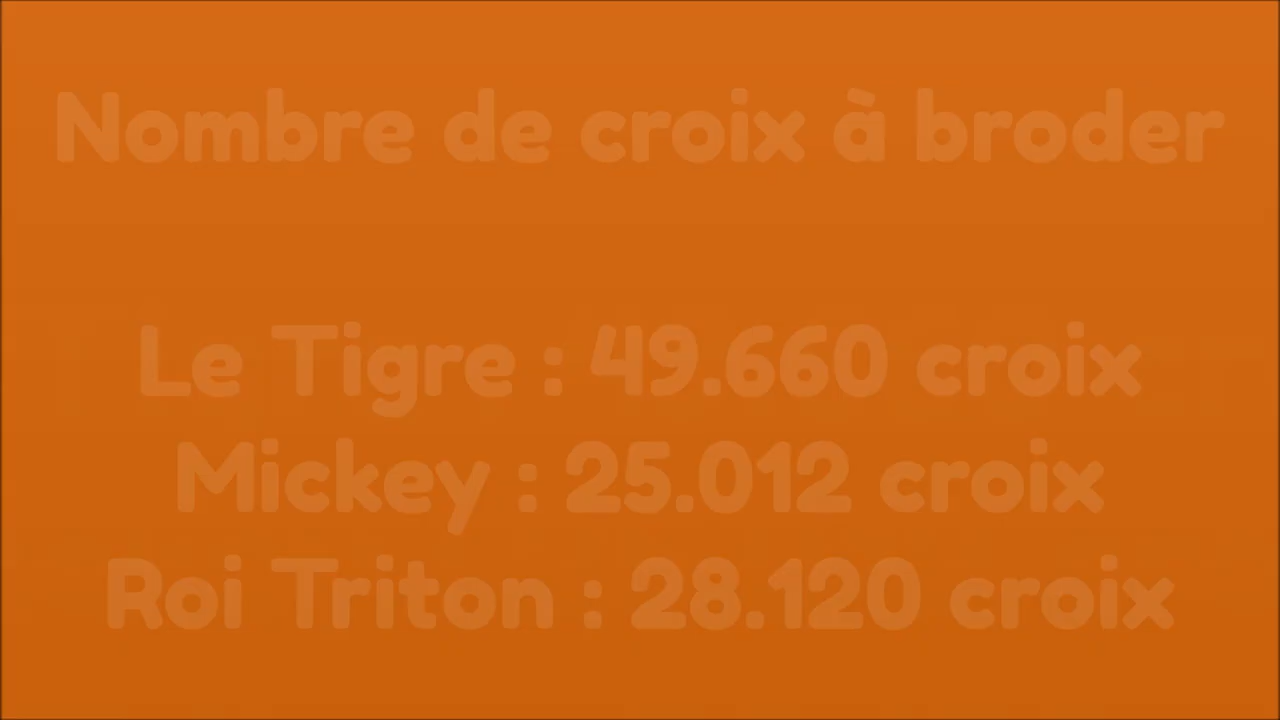 Nombre de croix à broder
Le Tigre : 49.660 croix
Mickey : 25.012 croix
Roi Triton : 28.120 croix